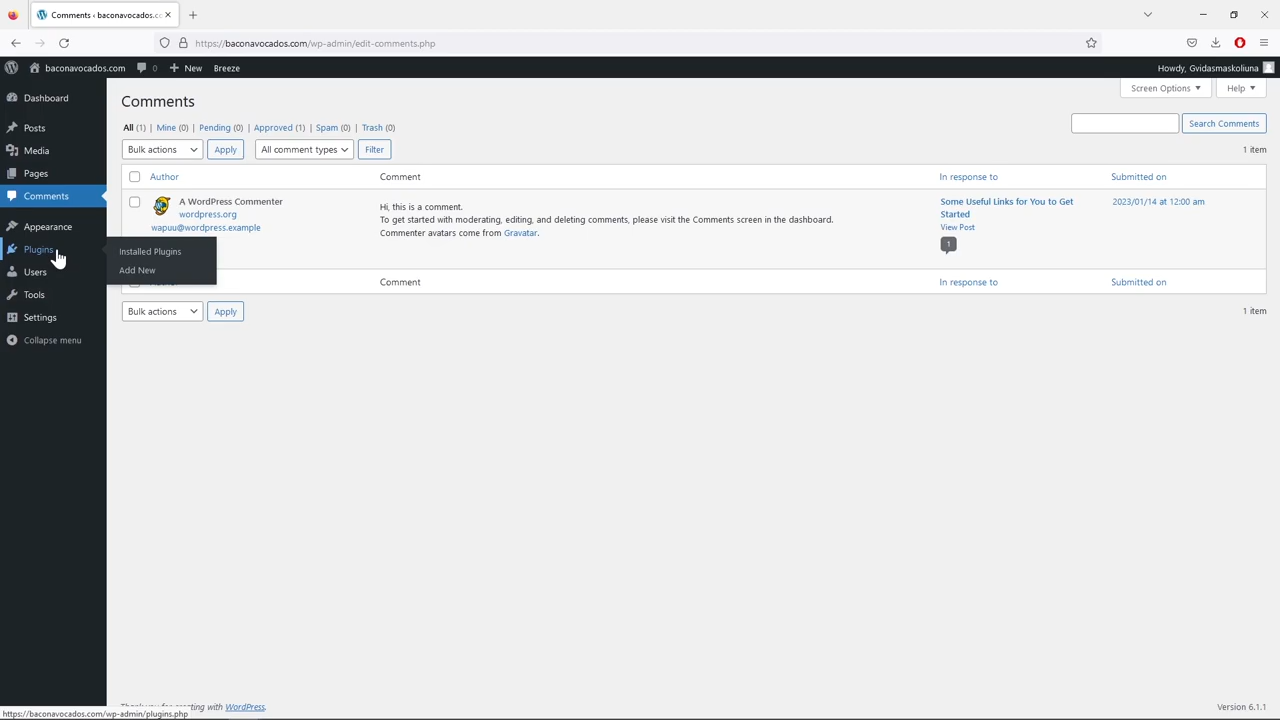 Comments ‹ baconavocados.cc
https://baconavocados.com/wp-admin/edit-comments.php
baconavocados.com 0 New Breeze Howdy, Gvidasmaskoliuna
Screen Options Help
Dashboard
Posts
Media
Pages
Comments
Appearance
Plugins
Users
Tools
Settings
Collapse menu
Installed Plugins
Add New
Comments
All (1) | Mine (0) | Pending (0) | Approved (1) | Spam (0) | Trash (0)
Search Comments
Bulk actions Apply All comment types Filter 1 item
Author Comment In response to Submitted on
A WordPress Commenter
wordpress.org
wapuu@wordpress.example
Hi, this is a comment.
To get started with moderating, editing, and deleting comments, please visit the Comments screen in the dashboard.
Commenter avatars come from Gravatar.
Some Useful Links for You to Get
Started
View Post
1
2023/01/14 at 12:00 am
Comment In response to Submitted on
Bulk actions Apply 1 item
creating with WordPress. Version 6.1.1
https://baconavocados.com/wp-admin/plugins.php